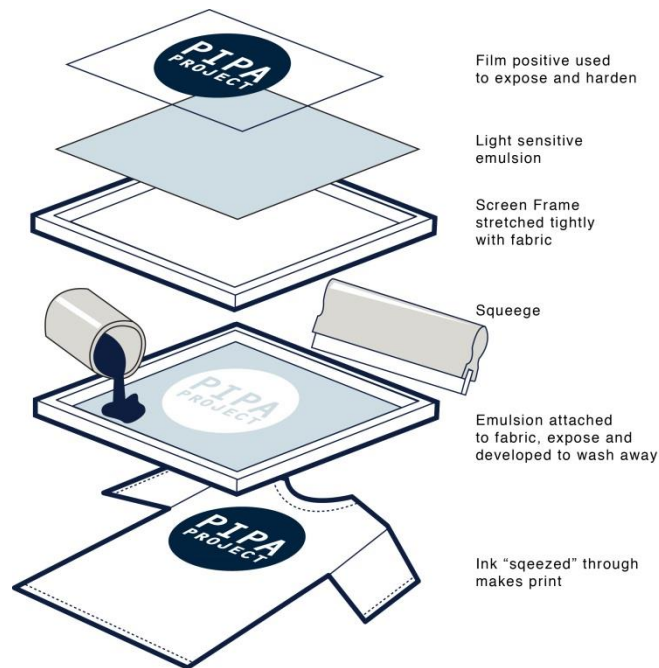 PIPA
PROJECT
Film positive used
to expose and harden
Light sensitive
emulsion
Screen Frame
stretched tightly
with fabric
Squeege
PIPA
PROJECT
Emulsion attached
to fabric, expose and
developed to wash away
PIPA
PROJECT
Ink “sqeezed” through
makes print